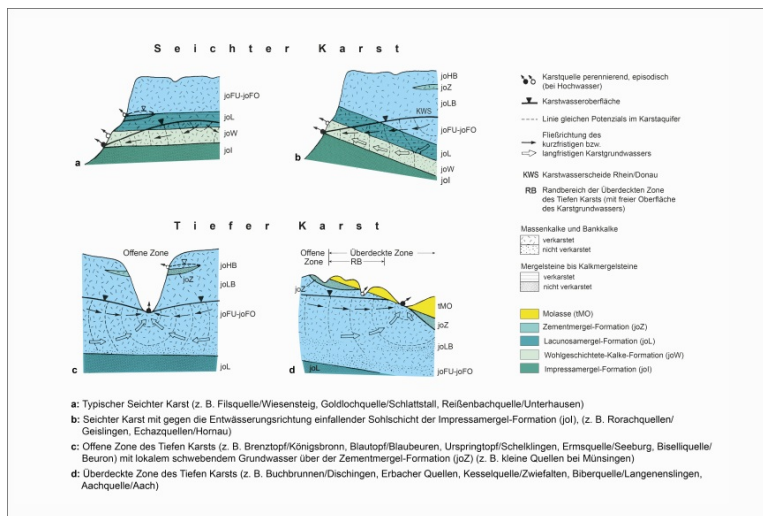 Seichter Karst
joFU-joFO
joL
joW
joI
a
joHB
joZ
joLB
KWS
joFU-joFO
joL
joW
joI
b
Tiefer Karst
Offene Zone
joHB
joZ
joLB
joFU-joFO
joL
c
Offene Zone
Überdeckte Zone
RB
joZ
tMO
joZ
joLB
joL
joFU-joFO
d
Karstquelle perennierend, episodisch
(bei Hochwasser)
Karstwasseroberfläche
Linie gleichen Potenzials im Karstaquifer
Fließrichtung des
kurzfristigen bzw.
langfristigen Karstgrundwassers
KWS Karstwasserscheide Rhein/Donau
RB Randbereich der Überdeckten Zone
des Tiefen Karsts (mit freier Oberfläche
des Karstgrundwassers)
Massenkalke und Bankkalke
verkarstet
nicht verkarstet
Mergelsteine bis Kalkmergelsteine
verkarstet
nicht verkarstet
Molasse (tMO)
Zementmergel-Formation (joZ)
Lacunosamergel-Formation (joL)
Wohlgeschichtete-Kalke-Formation (joW)
Impressamergel-Formation (joI)
a: Typischer Seichter Karst (z. B. Filsquelle/Wiesensteig, Goldlochquelle/Schlattstall, Reißenbachquelle/Unterhausen)
b: Seichter Karst mit gegen die Entwässerungsrichtung einfallender Sohlschicht der Impressamergel-Formation (joI), (z. B. Rorachquellen/
Geislingen, Echazquellen/Hornau)
c: Offene Zone des Tiefen Karsts (z. B. Brenztopf/Königsbronn, Blautopf/Blaubeuren, Urspringtopf/Schelklingen, Ermsquelle/Seeburg, Biselliquelle/
Beuron) mit lokalem schwebendem Grundwasser über der Zementmergel-Formation (joZ) (z. B. kleine Quellen bei Münsingen)
d: Überdeckte Zone des Tiefen Karsts (z. B. Buchbrunnen/Dischingen, Erbacher Quellen, Kesselquelle/Zwiefalten, Biberquelle/Langenenslingen,
Aachquelle/Aach)